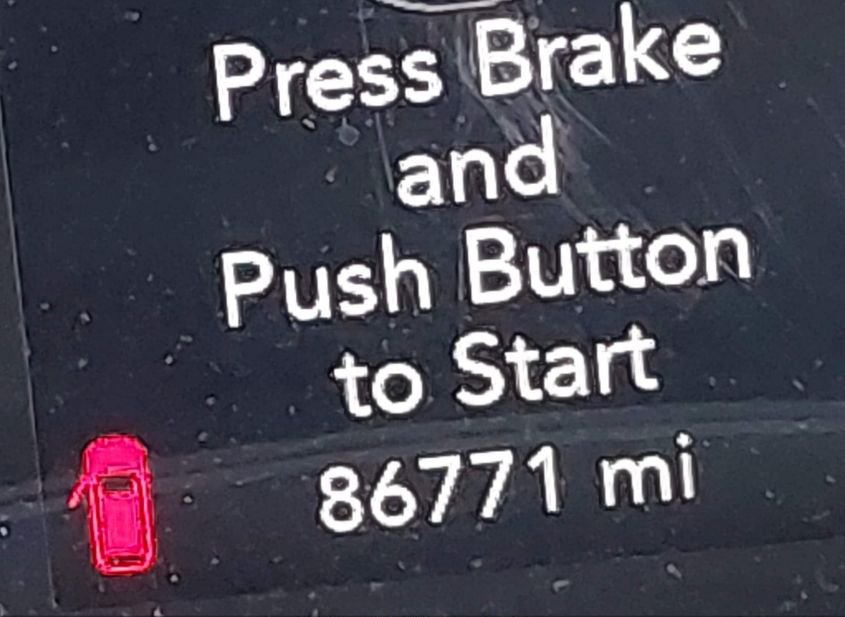 Press Brake
and
Push Button
to Start
86771 mi